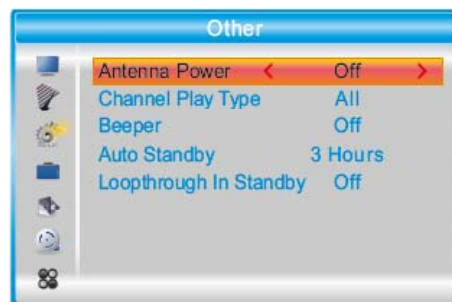 Other
Antenna Power < Off >
Channel Play Type All
Beeper Off
Auto Standby 3 Hours
Loopthrough In Standby Off